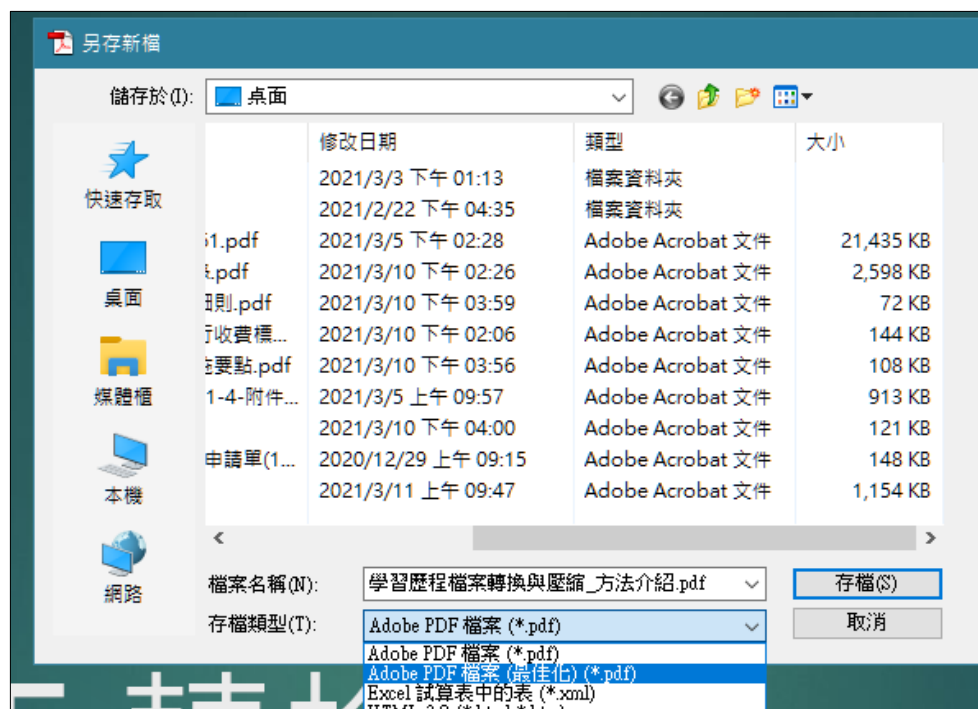 另存新檔
儲存於(I): 桌面
修改日期 類型 大小
2021/3/3 下午 01:13 檔案資料夾
2021/2/22 下午 04:35 檔案資料夾
1.pdf 2021/3/5 下午 02:28 Adobe Acrobat 文件 21,435 KB
.pdf 2021/3/10 下午 02:26 Adobe Acrobat 文件 2,598 KB
則.pdf 2021/3/10 下午 03:59 Adobe Acrobat 文件 72 KB
收費標... 2021/3/10 下午 02:06 Adobe Acrobat 文件 144 KB
要點.pdf 2021/3/10 下午 03:56 Adobe Acrobat 文件 108 KB
1-4-附件... 2021/3/5 上午 09:57 Adobe Acrobat 文件 913 KB
2021/3/10 下午 04:00 Adobe Acrobat 文件 121 KB
申請單(1... 2020/12/29 上午 09:15 Adobe Acrobat 文件 148 KB
2021/3/11 上午 09:47 Adobe Acrobat 文件 1,154 KB
快速存取
桌面
媒體櫃
本機
網路
檔案名稱(N): 學習歷程檔案轉換與壓縮_方法介紹.pdf 存檔(S)
存檔類型(T): Adobe PDF 檔案 (*.pdf) 取消
Adobe PDF 檔案 (*.pdf)
Adobe PDF 檔案 (最佳化) (*.pdf)
Excel 試算表中的表 (*.xml)